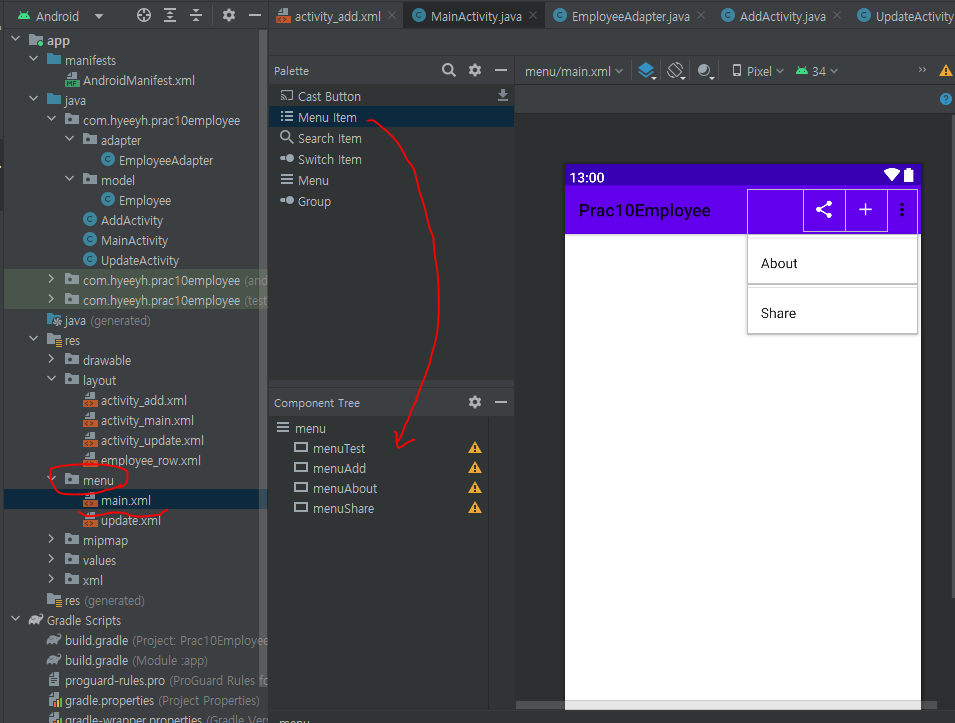 Android
activity_add.xml
MainActivity.java
EmployeeAdapter.java
AddActivity.java
UpdateActivity
app
manifests
AndroidManifest.xml
java
com.hyeeyh.prac10employee
adapter
EmployeeAdapter
model
Employee
AddActivity
MainActivity
UpdateActivity
com.hyeeyh.prac10employee (and
com.hyeeyh.prac10employee (test
java (generated)
res
drawable
layout
activity_add.xml
activity_main.xml
activity_update.xml
employee_row.xml
menu
main.xml
update.xml
mipmap
values
xml
res (generated)
Gradle Scripts
build.gradle (Project: Prac10Employee
build.gradle (Module :app)
proguard-rules.pro (ProGuard Rules fo
gradle.properties (Project Properties)
gradle-wrapper.properties (Gradle Ver
Palette
Cast Button
Menu Item
Search Item
Switch Item
Menu
Group
Component Tree
menu
menuTest
menuAdd
menuAbout
menuShare
menu
menu/main.xml
Pixel
34
13:00
Prac10Employee
About
Share